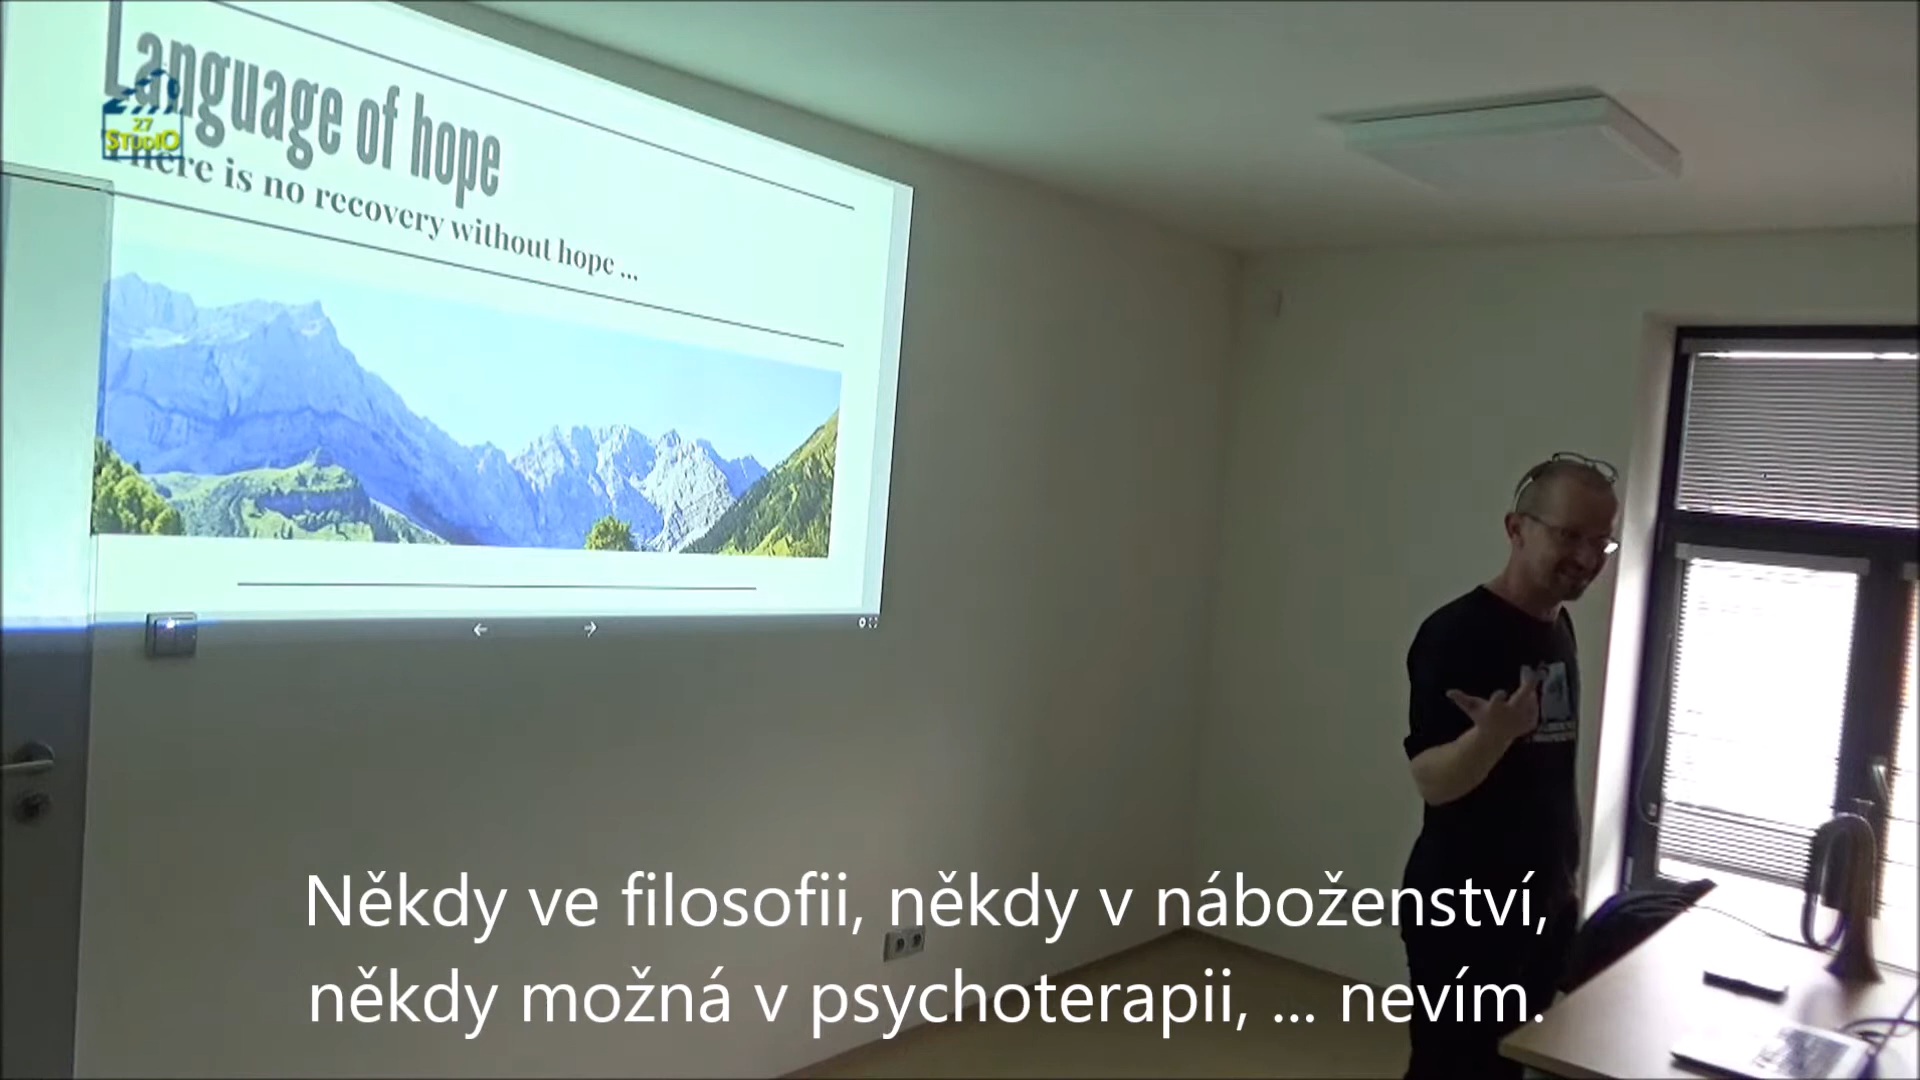 Language of hope
There is no recovery without hope ...
27
STUDIO
Někdy ve filosofii, někdy v náboženství,
někdy možná v psychoterapii, ... nevím.